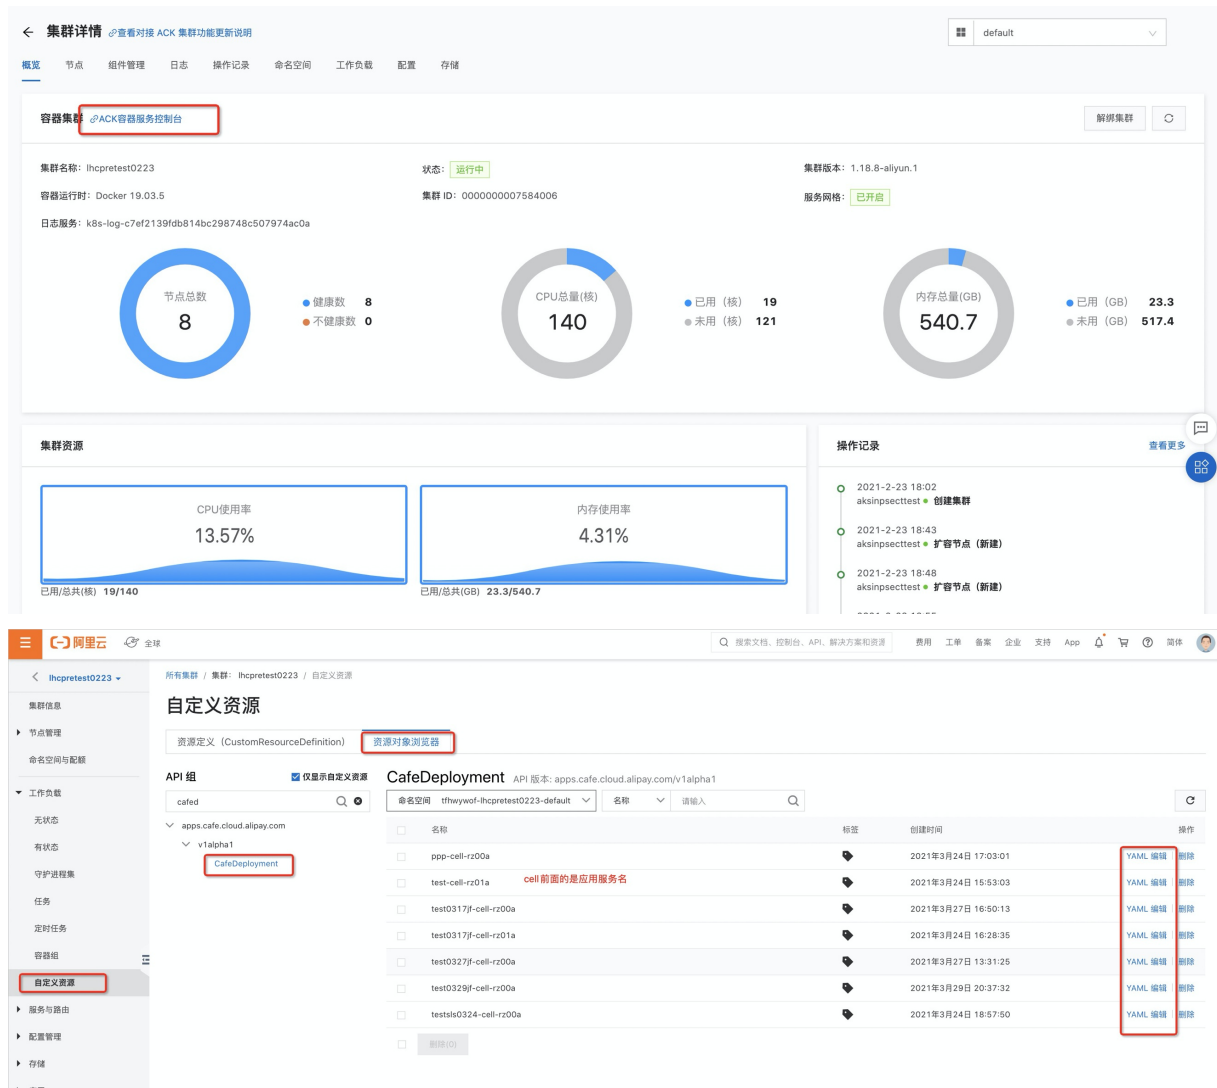 集群详情 查看对接 ACK 集群功能更新说明
default
概览 节点 组件管理 日志 操作记录 命名空间 工作负载 配置 存储
容器集群 ACK容器服务控制台
解绑集群
集群名称: lhcpretest0223
状态: 运行中
集群版本: 1.18.8-aliyun.1
容器运行时: Docker 19.03.5
集群 ID: 0000000007584006
服务网格: 已开启
日志服务: k8s-log-c7ef2139fdb814bc298748c507974ac0a
节点总数
8
健康数 8
不健康数 0
CPU总量(核)
140
已用（核） 19
未用（核） 121
内存总量(GB)
540.7
已用（GB） 23.3
未用（GB） 517.4
集群资源
CPU使用率
13.57%
已用/总共(核) 19/140
内存使用率
4.31%
已用/总共(GB) 23.3/540.7
操作记录
查看更多
2021-2-23 18:02
aksinpsecttest 创建集群
2021-2-23 18:43
aksinpsecttest 扩容节点（新建）
2021-2-23 18:48
aksinpsecttest 扩容节点（新建）
阿里云 全球
搜索文档、控制台、API、解决方案和资源
费用 工单 备案 企业 支持 App 简体
lhcpretest0223
集群信息
节点管理
命名空间与配额
工作负载
无状态
有状态
守护进程集
任务
定时任务
容器组
自定义资源
服务与路由
配置管理
存储
所有集群 / 集群: lhcpretest0223 / 自定义资源
自定义资源
资源定义（CustomResourceDefinition） 资源对象浏览器
API 组 仅显示自定义资源
cafed
apps.cafe.cloud.alipay.com
v1alpha1
CafeDeployment
CafeDeployment API 版本: apps.cafe.cloud.alipay.com/v1alpha1
命名空间 tfhwywof-lhcpretest0223-default 名称 请输入
名称 标签 创建时间 操作
ppp-cell-rz00a 2021年3月24日 17:03:01 YAML 编辑 删除
test-cell-rz01a cell前面的是应用服务名 2021年3月24日 15:53:03 YAML 编辑 删除
test0317jf-cell-rz00a 2021年3月27日 16:50:13 YAML 编辑 删除
test0317jf-cell-rz01a 2021年3月24日 16:28:35 YAML 编辑 删除
test0327jf-cell-rz00a 2021年3月27日 13:31:25 YAML 编辑 删除
test0329jf-cell-rz00a 2021年3月29日 20:37:32 YAML 编辑 删除
testsls0324-cell-rz00a 2021年3月24日 18:57:50 YAML 编辑 删除
删除(0)